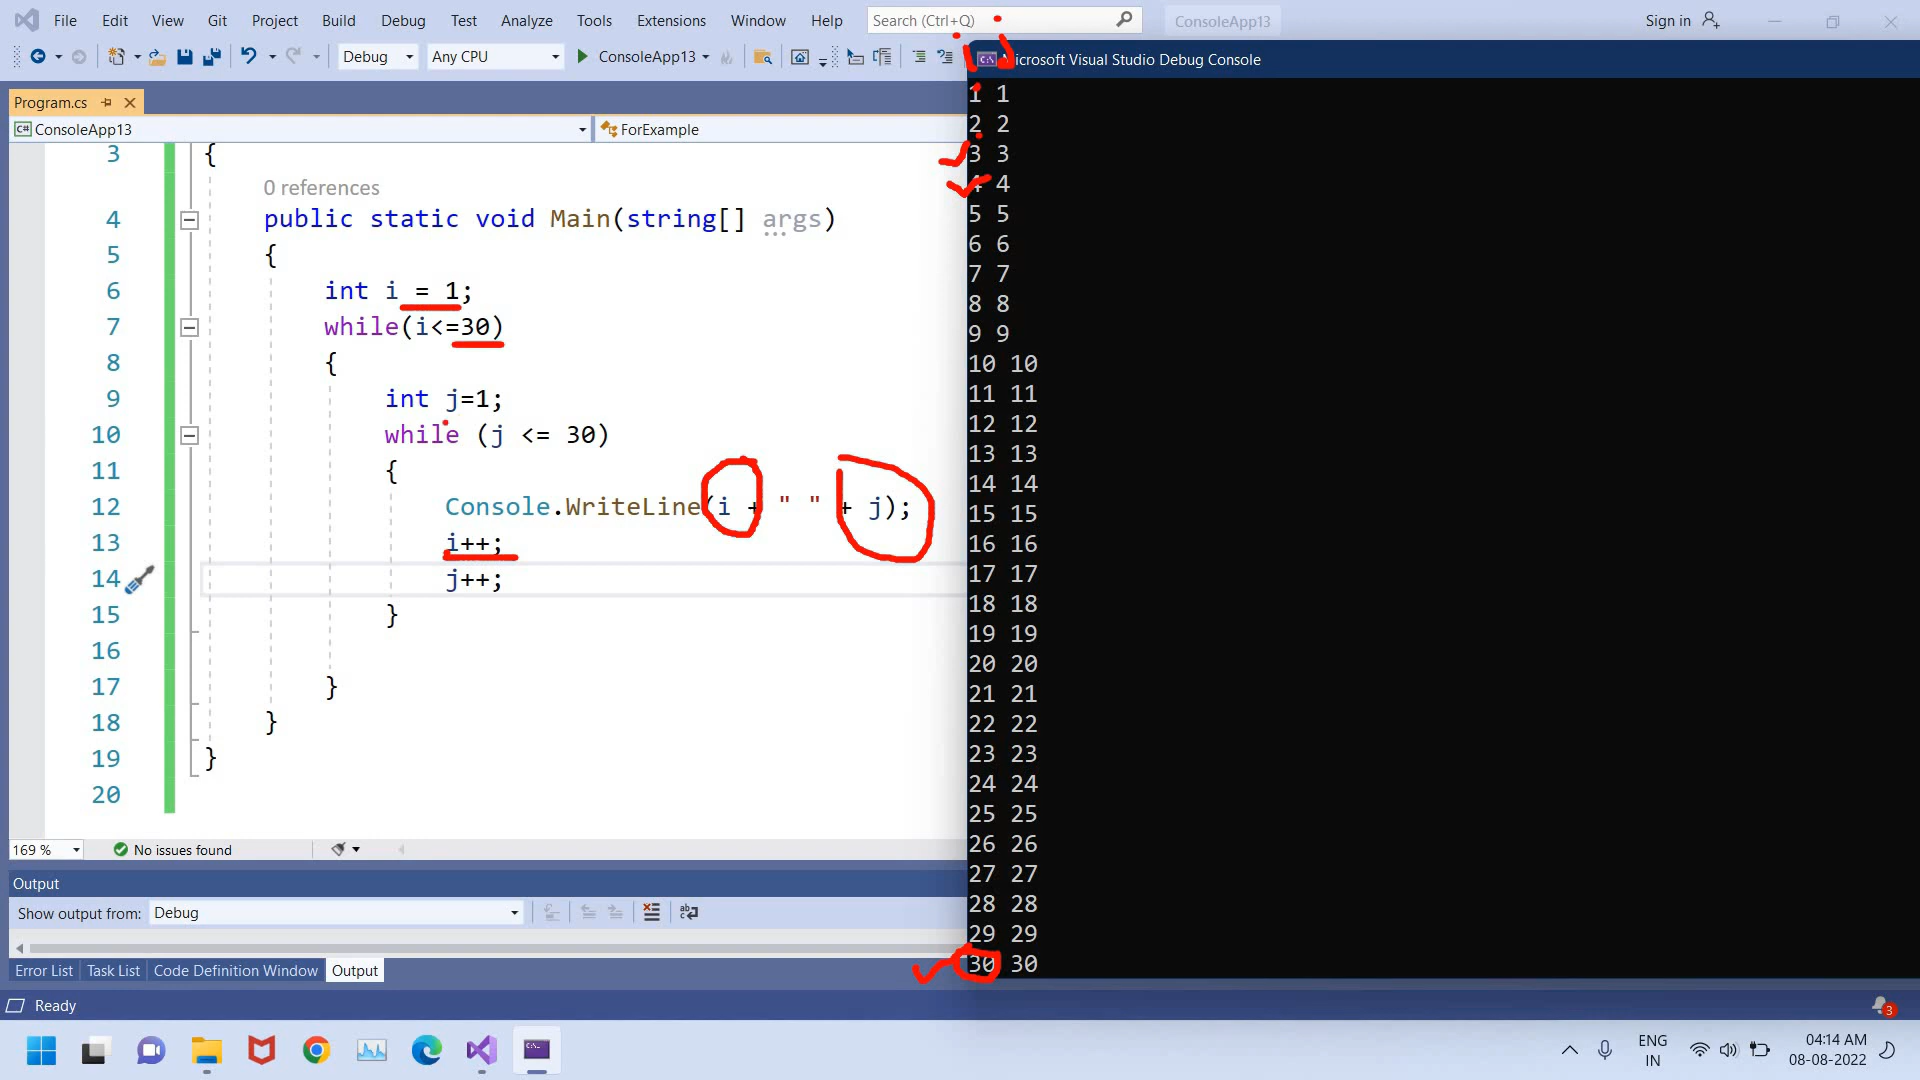 File Edit View Git Project Build Debug Test Analyze Tools Extensions Window Help Search (Ctrl+Q) ConsoleApp13 Sign in
Debug Any CPU ConsoleApp13
Microsoft Visual Studio Debug Console
Program.cs
C# ConsoleApp13 ForExample
3 {
0 references
4 public static void Main(string[] args)
5 {
6 int i = 1;
7 while(i<=30)
8 {
9 int j=1;
10 while (j <= 30)
11 {
12 Console.WriteLine(i + " " + j);
13 i++;
14 j++;
15 }
16
17 }
18 }
19 }
20
1 1
2 2
3 3
4 4
5 5
6 6
7 7
8 8
9 9
10 10
11 11
12 12
13 13
14 14
15 15
16 16
17 17
18 18
19 19
20 20
21 21
22 22
23 23
24 24
25 25
26 26
27 27
28 28
29 29
30 30
169 % No issues found
Output
Show output from: Debug
Error List Task List Code Definition Window Output
Ready
3
ENG
IN
04:14 AM
08-08-2022